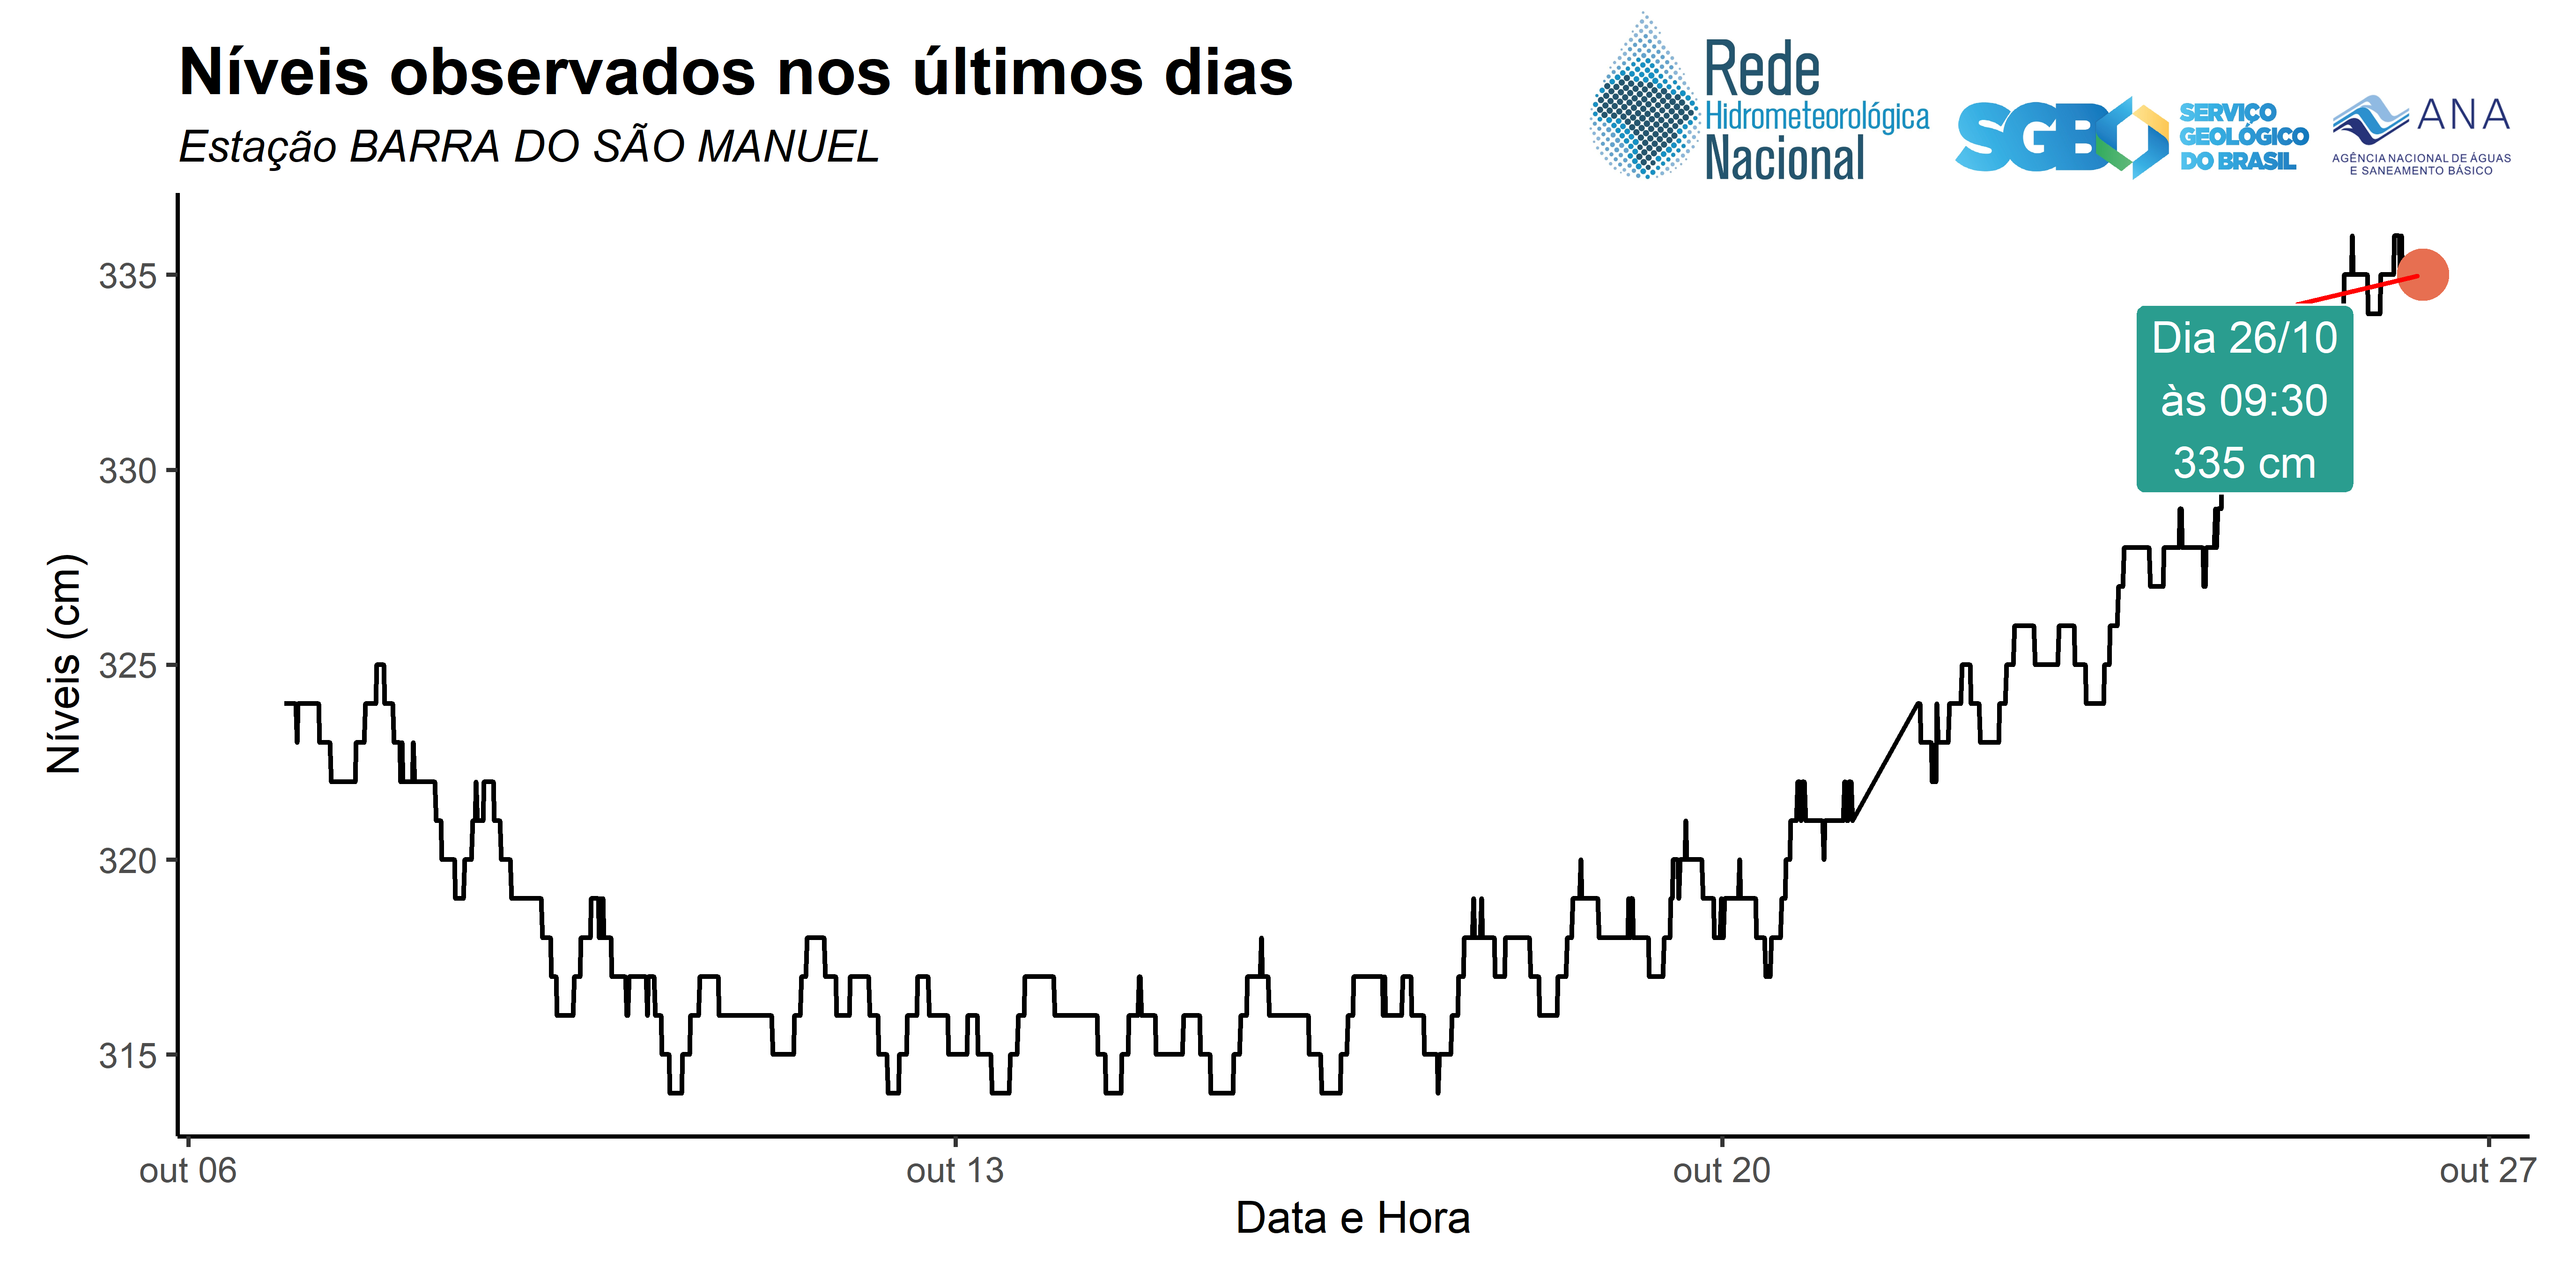 Níveis observados nos últimos dias
Estação BARRA DO SÃO MANUEL
Rede
Hidrometeorológica
Nacional
SGB
SERVIÇO
GEOLÓGICO
DO BRASIL
ANA
AGÊNCIA NACIONAL DE ÁGUAS
E SANEAMENTO BÁSICO
Níveis (cm)
335
330
325
320
315
Dia 26/10
às 09:30
335 cm
out 06
out 13
out 20
out 27
Data e Hora